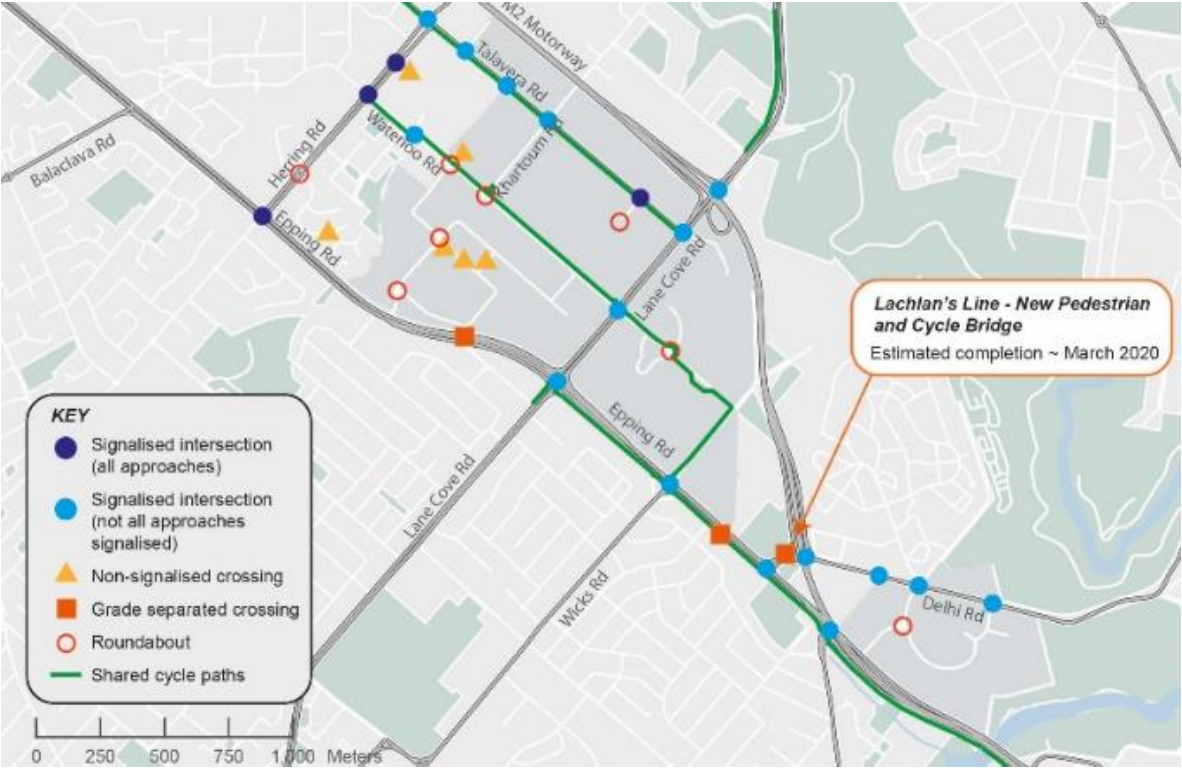 M2 Motorway
Talavera Rd
Herring Rd
Waterloo Rd
Khartoum Rd
Balaclava Rd
Epping Rd
Lane Cove Rd
Lachlan's Line - New Pedestrian
and Cycle Bridge
Estimated completion ~ March 2020
Epping Rd
Lane Cove Rd
Wicks Rd
Delhi Rd
KEY
Signalised intersection
(all approaches)
Signalised intersection
(not all approaches
signalised)
Non-signalised crossing
Grade separated crossing
Roundabout
Shared cycle paths
0 250 500 750 1,000 Meters